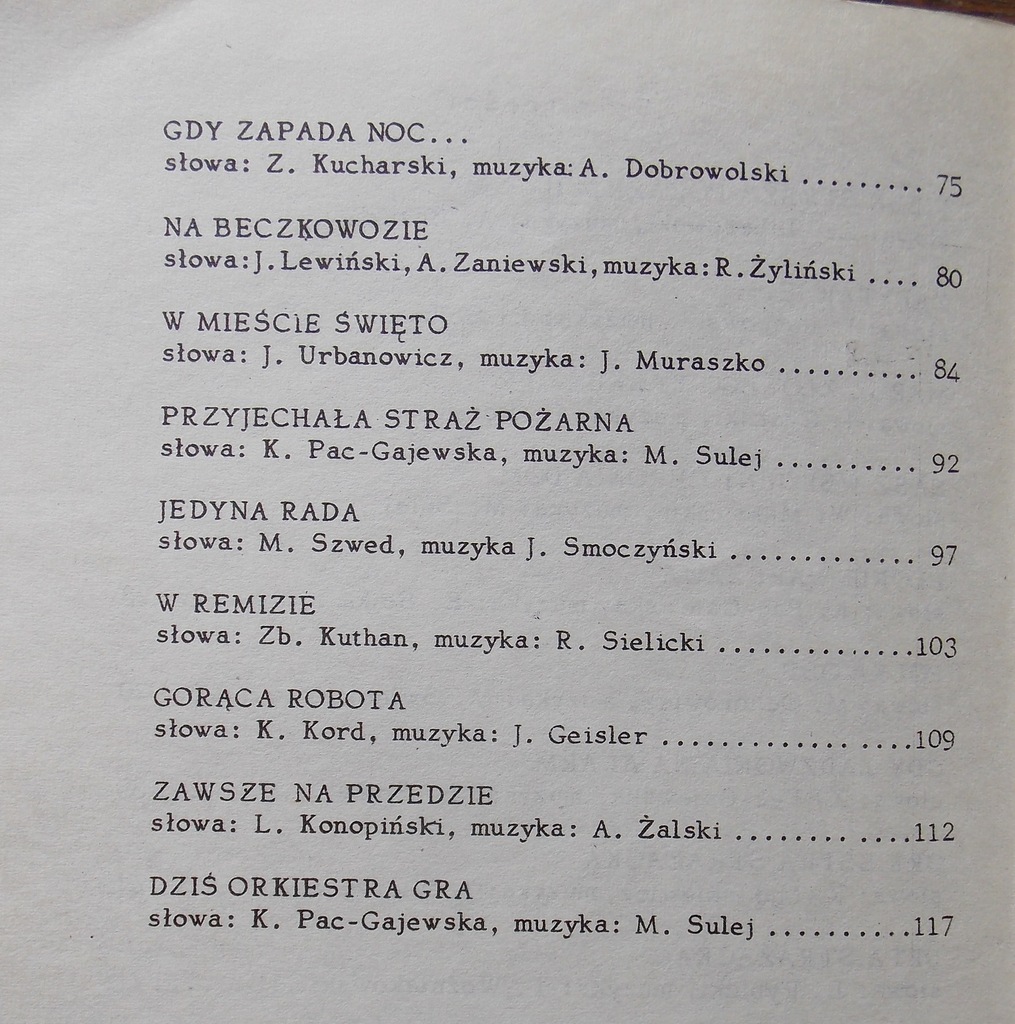 GDY ZAPADA NOC...
słowa: Z. Kucharski, muzyka: A. Dobrowolski ......... 75
NA BECZKOWOZIE
słowa: J. Lewiński, A. Zaniewski, muzyka: R. Żyliński .... 80
W MIEŚCIE ŚWIĘTO
słowa: J. Urbanowicz, muzyka: J. Muraszko .......... 84
PRZYJECHAŁA STRAŻ POŻARNA
słowa: K. Pac-Gajewska, muzyka: M. Sulej .......... 92
JEDYNA RADA
słowa: M. Szwed, muzyka J. Smoczyński ............. 97
W REMIZIE
słowa: Zb. Kuthan, muzyka: R. Sielicki ..............103
GORĄCA ROBOTA
słowa: K. Kord, muzyka: J. Geisler ............. ....109
ZAWSZE NA PRZEDZIE
słowa: L. Konopiński, muzyka: A. Żalski ........ ....112
DZIŚ ORKIESTRA GRA
słowa: K. Pac-Gajewska, muzyka: M. Sulej ..........117